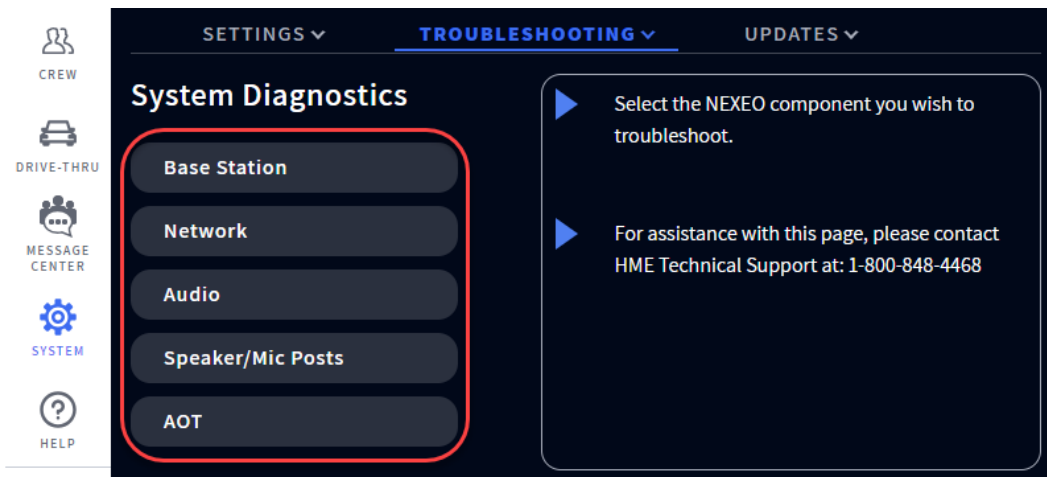 CREW
DRIVE-THRU
MESSAGE
CENTER
SYSTEM
HELP
SETTINGS
TROUBLESHOOTING
UPDATES
System Diagnostics
Base Station
Network
Audio
Speaker/Mic Posts
AOT
Select the NEXEO component you wish to
troubleshoot.
For assistance with this page, please contact
HME Technical Support at: 1-800-848-4468